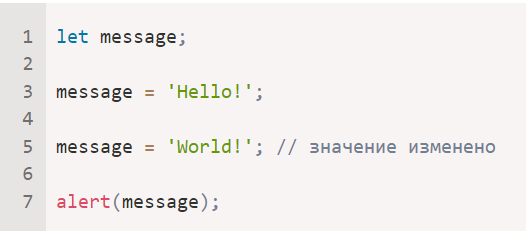 1 let message;
2
3 message = 'Hello!';
4
5 message = 'World!'; // значение изменено
6
7 alert(message);